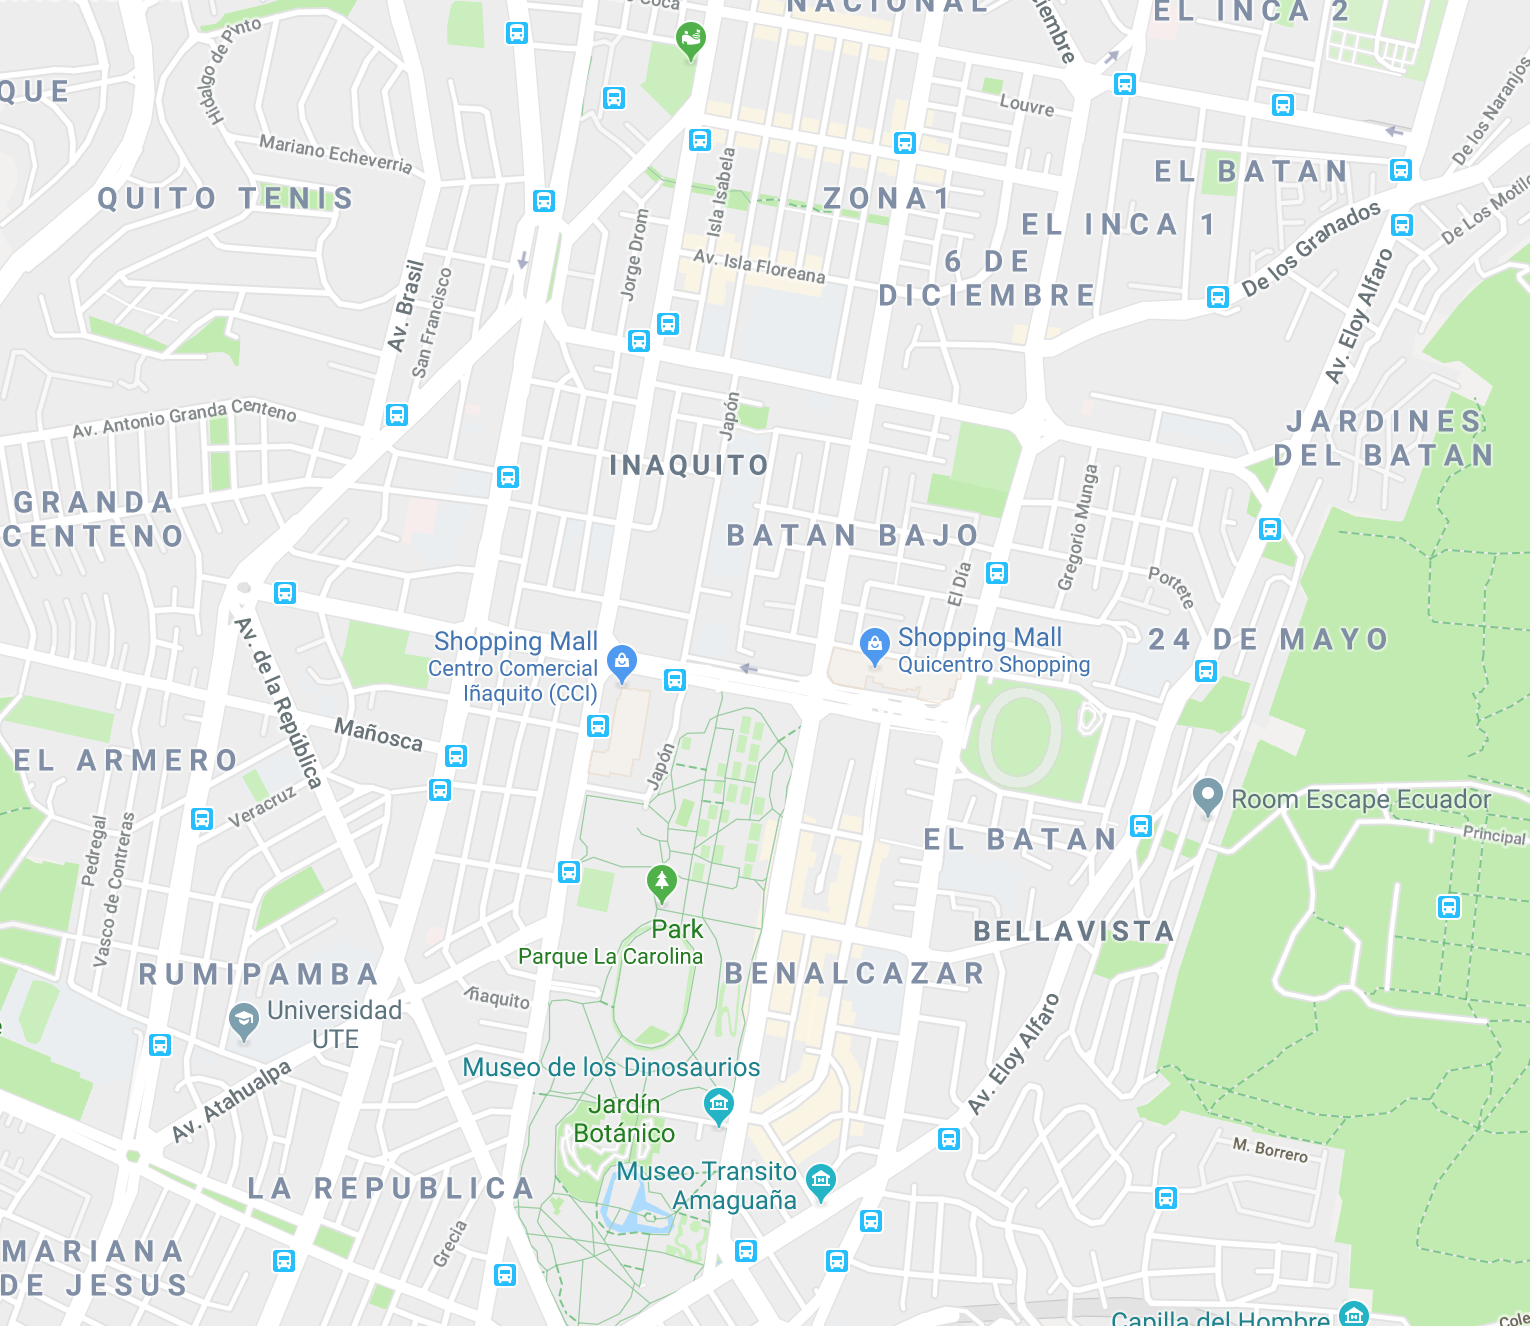 Coca
NACIONAL
EL INCA 2
Hidalgo de Pinto
QUE
Louvre
De los Naranjos
Mariano Echeverria
Isla Isabela
EL BATAN
QUITO TENIS
ZONA1
EL INCA 1
De Los Motilo
Jorge Drom
De los Granados
6 DE
DICIEMBRE
Av. Isla Floreana
Av. Brasil
San Francisco
Av. Eloy Alfaro
Av. Antonio Granda Centeno
Japón
JARDINES
DEL BATAN
INAQUITO
GRANDA
CENTENO
BATAN BAJO
Gregorio Munga
El Día
Portete
Shopping Mall
Centro Comercial
Iñaquito (CCI)
Shopping Mall
Quicentro Shopping
24 DE MAYO
Av. de la República
Mañosca
EL ARMERO
Japón
Veracruz
Room Escape Ecuador
Pedregal
Vasco de Contreras
EL BATAN
Principal
Park
Parque La Carolina
BELLAVISTA
RUMIPAMBA
BENALCAZAR
Iñaquito
Universidad
UTE
Av. Eloy Alfaro
Museo de los Dinosaurios
Av. Atahualpa
Jardín
Botánico
M. Borrero
Museo Transito
Amaguaña
LA REPUBLICA
Grecia
MARIANA
DE JESUS
Capilla del Hombre
Cole